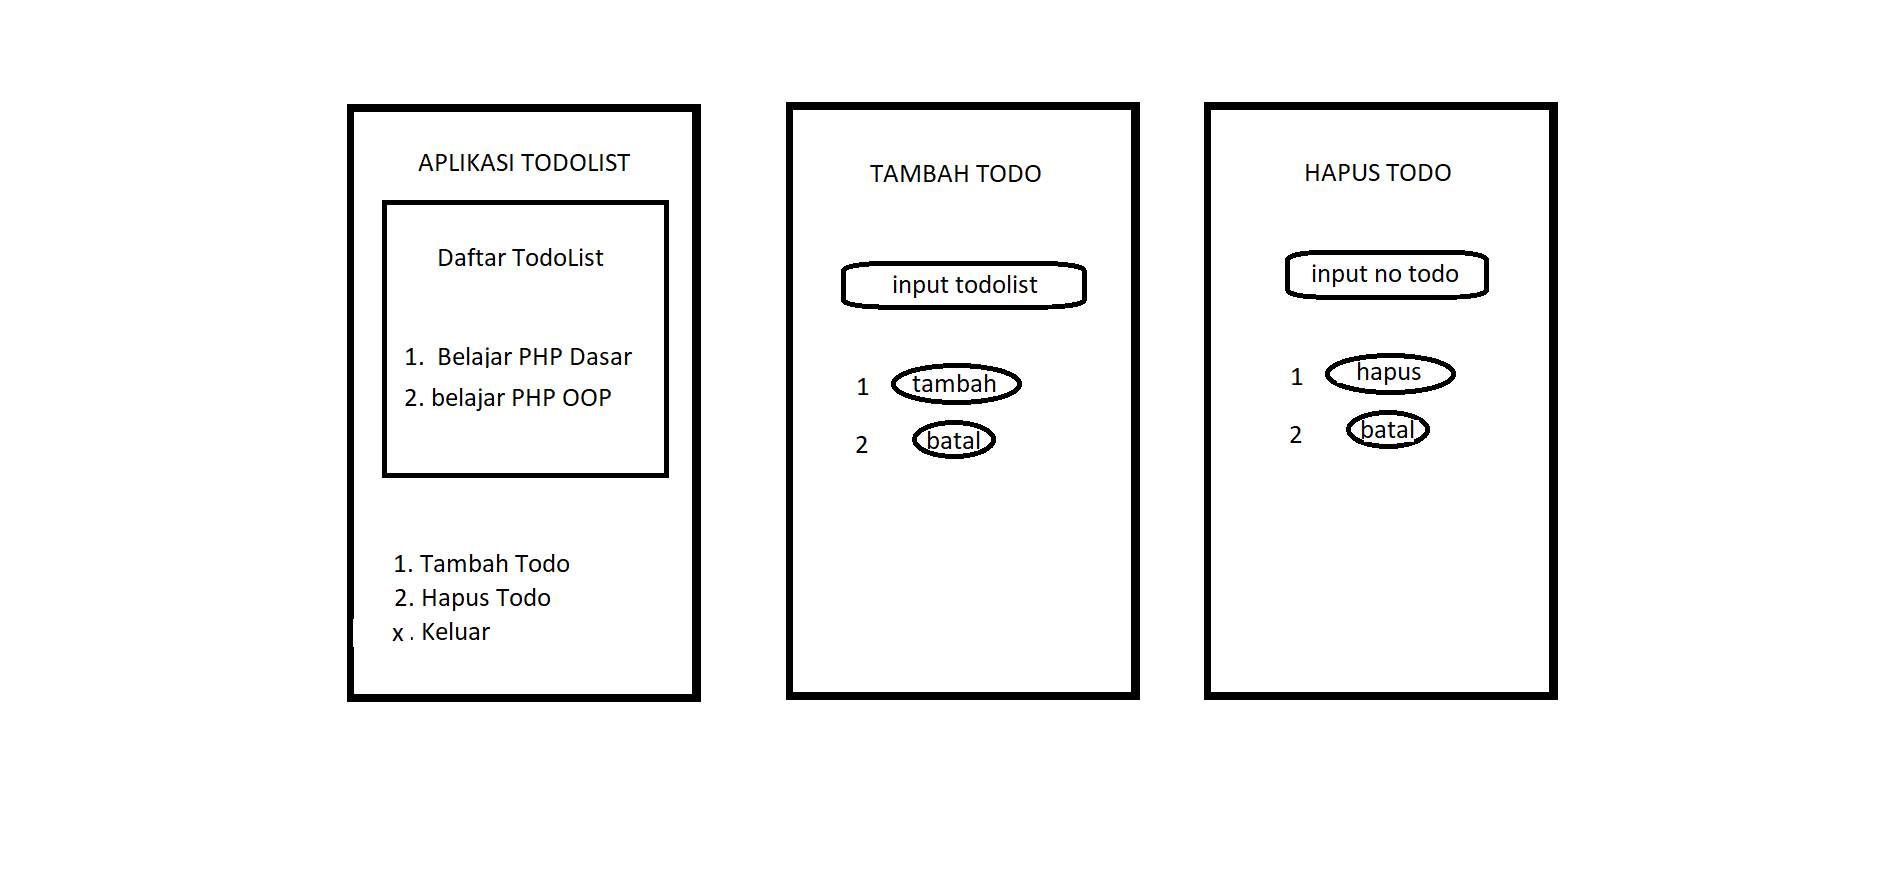 APLIKASI TODOLIST
Daftar TodoList
1. Belajar PHP Dasar
2. belajar PHP OOP
1. Tambah Todo
2. Hapus Todo
x . Keluar
TAMBAH TODO
input todolist
1 tambah
2 batal
HAPUS TODO
input no todo
1 hapus
2 batal